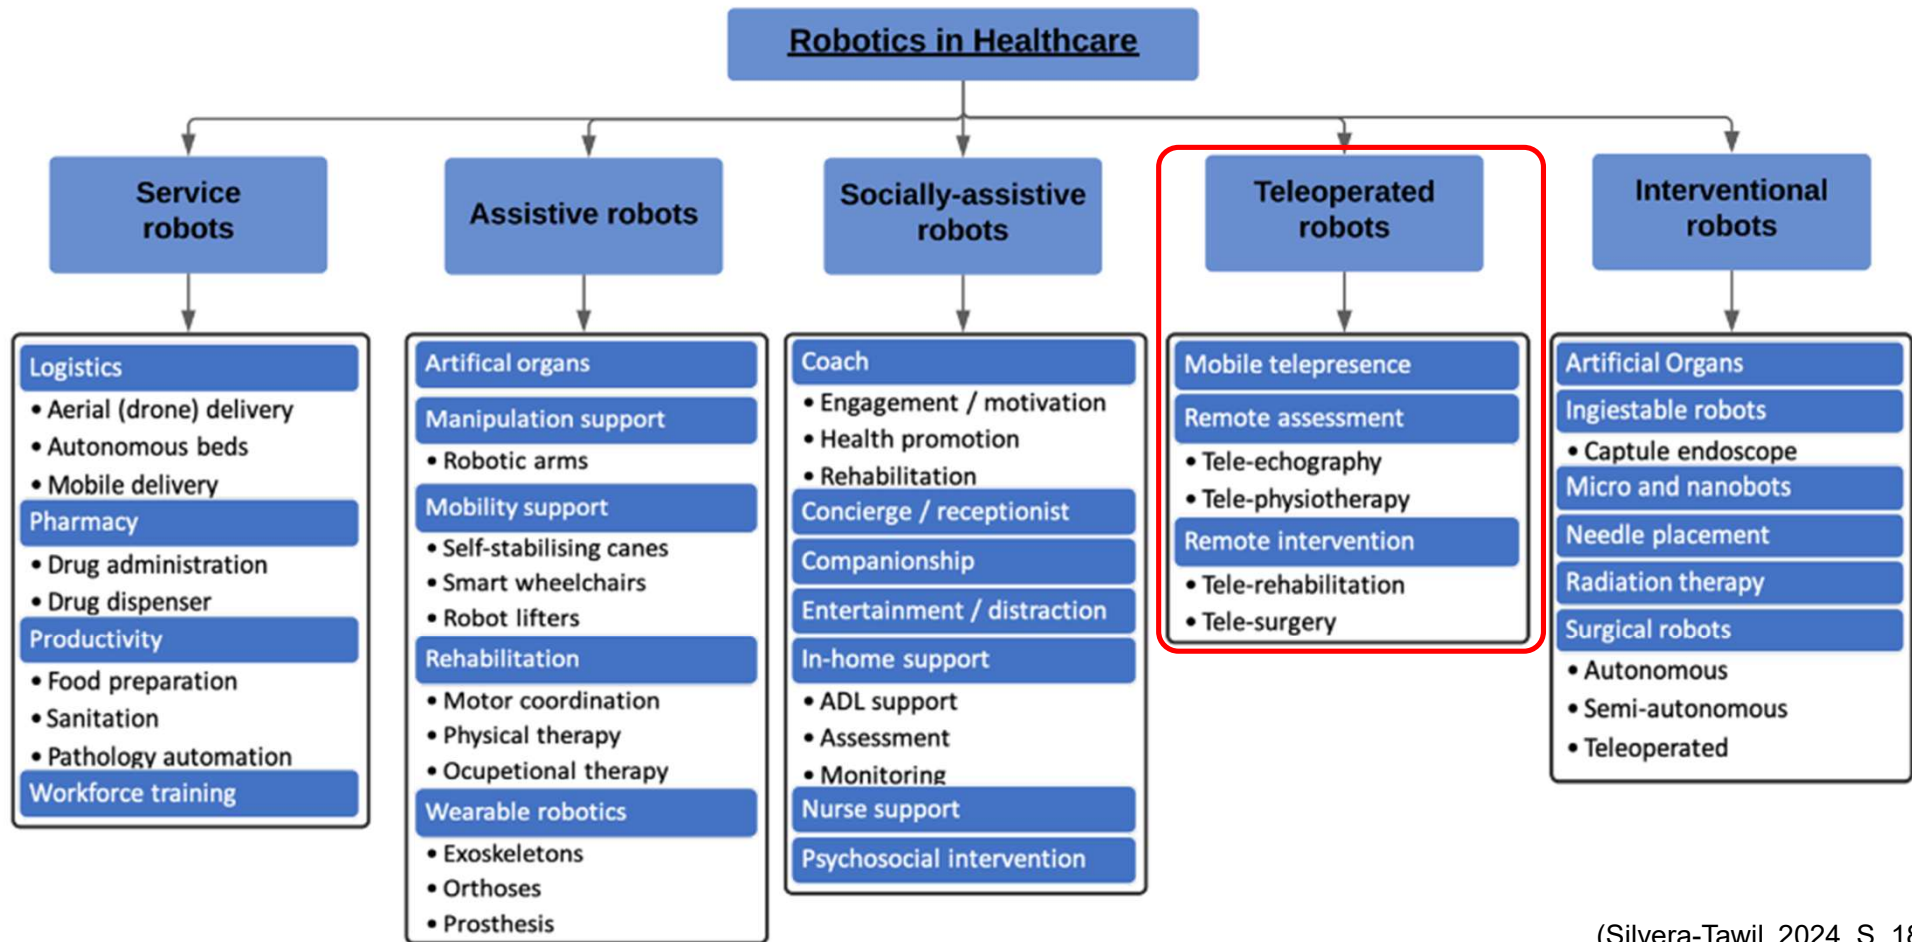 Robotics in Healthcare
Service
robots
Logistics
• Aerial (drone) delivery
• Autonomous beds
• Mobile delivery
Pharmacy
• Drug administration
• Drug dispenser
Productivity
• Food preparation
• Sanitation
• Pathology automation
Workforce training
Assistive robots
Artifical organs
Manipulation support
• Robotic arms
Mobility support
• Self-stabilising canes
• Smart wheelchairs
• Robot lifters
Rehabilitation
• Motor coordination
• Physical therapy
• Ocupetional therapy
Wearable robotics
• Exoskeletons
• Orthoses
• Prosthesis
Socially-assistive
robots
Coach
• Engagement / motivation
• Health promotion
• Rehabilitation
Concierge / receptionist
Companionship
Entertainment / distraction
In-home support
• ADL support
• Assessment
• Monitoring
Nurse support
Psychosocial intervention
Teleoperated
robots
Mobile telepresence
Remote assessment
• Tele-echography
• Tele-physiotherapy
Remote intervention
• Tele-rehabilitation
• Tele-surgery
Interventional
robots
Artificial Organs
Ingiestable robots
• Captule endoscope
Micro and nanobots
Needle placement
Radiation therapy
Surgical robots
• Autonomous
• Semi-autonomous
• Teleoperated
(Silvera-Tawil, 2024, S. 18